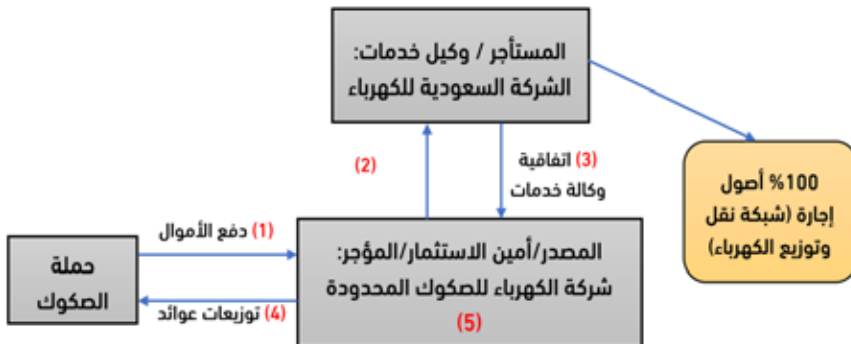 المستأجر / وكيل خدمات:
الشركة السعودية للكهرباء
(2)
(3) اتفاقية
وكالة خدمات
100% أصول
إجارة (شبكة نقل
وتوزيع الكهرباء)
(1) دفع الأموال
حملة
الصكوك
(4) توزيعات عوائد
المصدر/أمين الاستثمار/المؤجر:
شركة الكهرباء للصكوك المحدودة
(5)